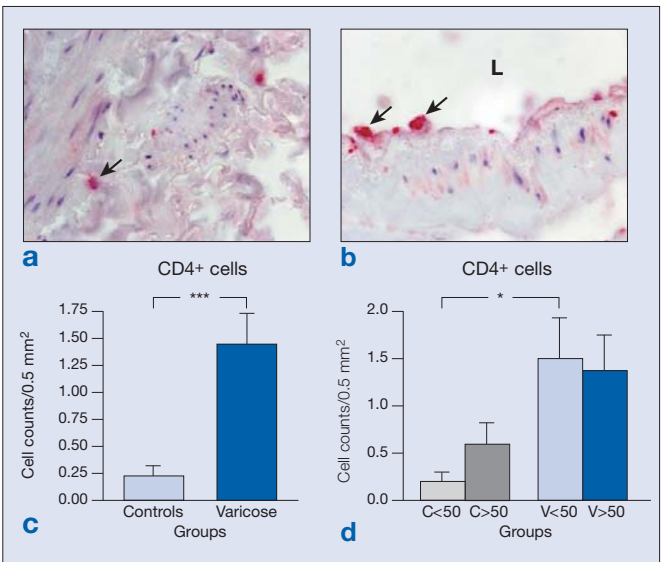 L
a
b
CD4+ cells
***
1.75
1.50
1.25
1.00
0.75
0.50
0.25
0.00
Cell counts/0.5 mm²
Controls Varicose
Groups
c
CD4+ cells
*
2.0
1.5
1.0
0.5
0.0
Cell counts/0.5 mm²
C<50 C>50 V<50 V>50
Groups
d